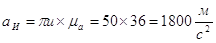 a_И = πu × μ_a = 50 × 36 = 1800 м/с²